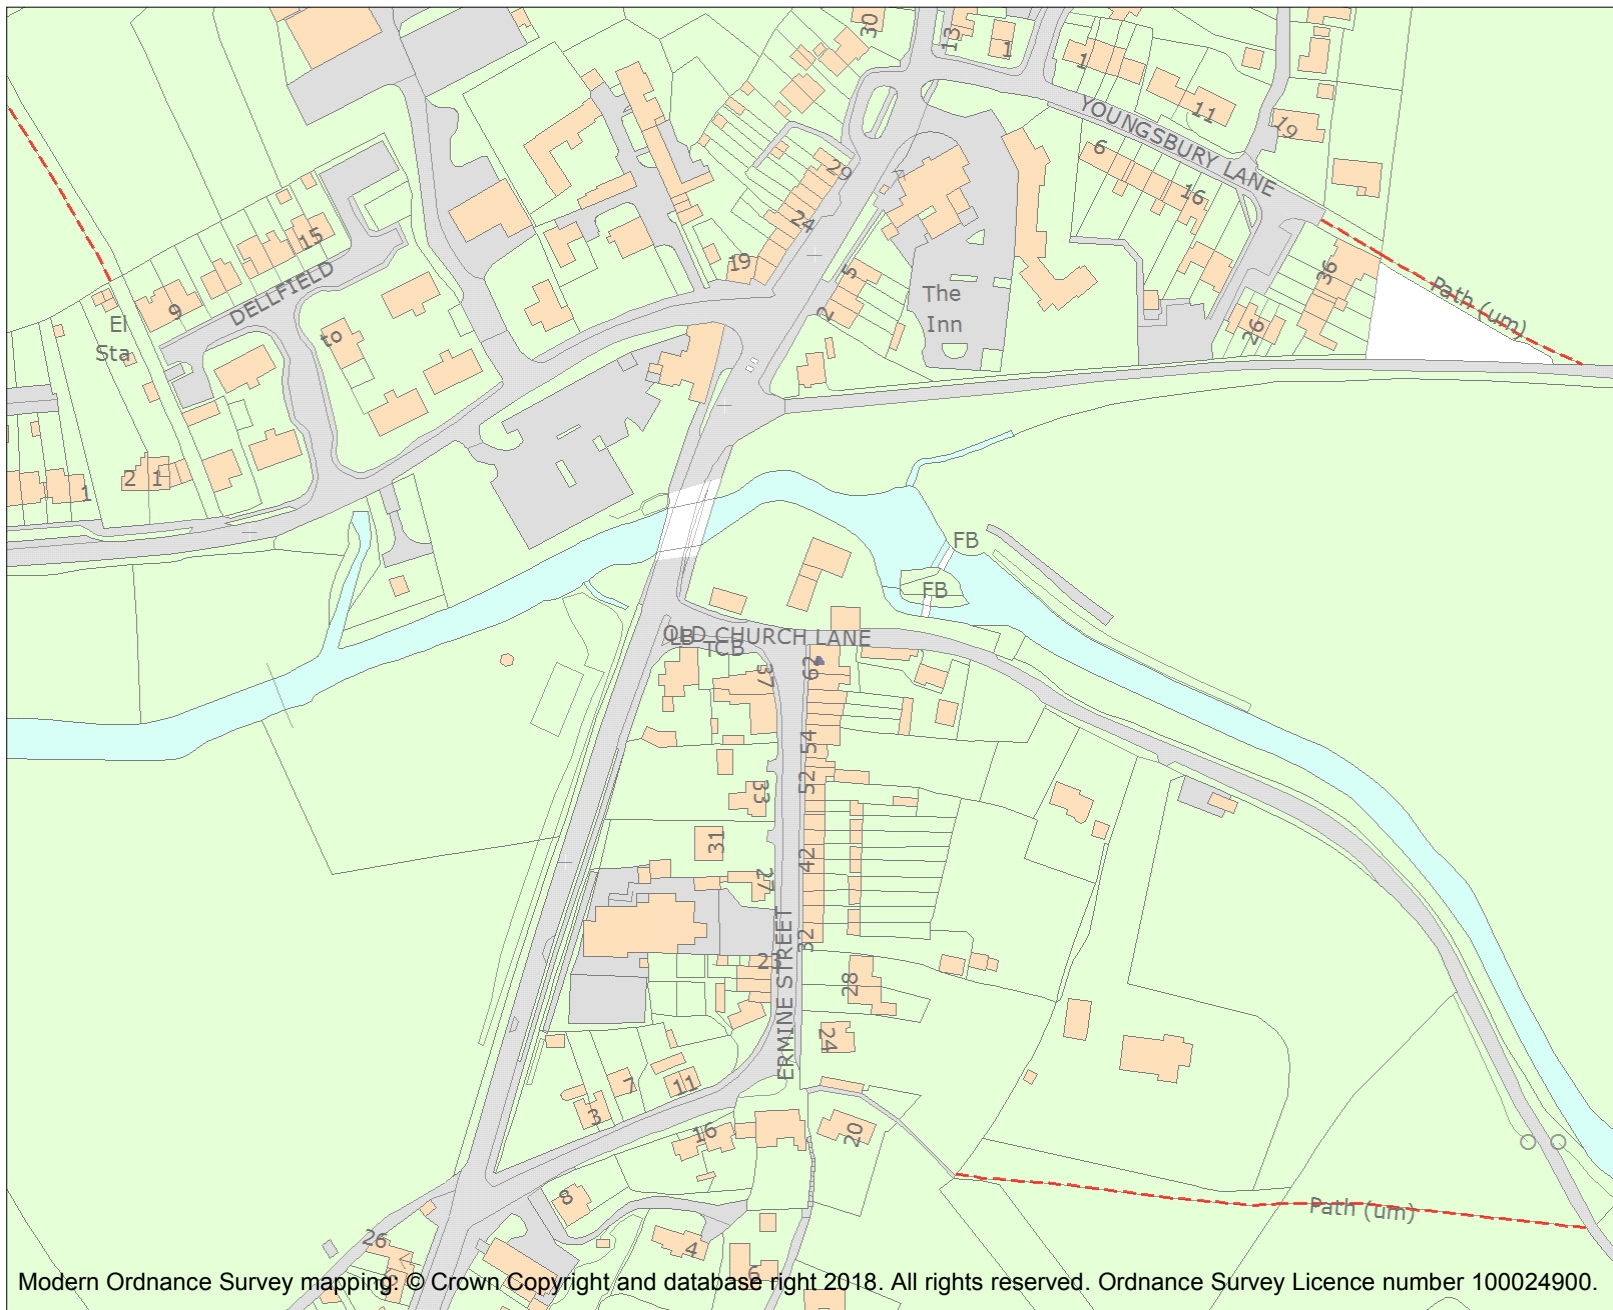 30
13
1
1
11
19
YOUNGSBURY LANE
6
16
29
24
15
19
5
36
Path (um)
DELLFIELD
9
2
The
Inn
El
Sta
to
26
2 1
1
FB
FB
OLD CHURCH LANE
LB
TCB
37
62
54
52
33
31
42
27
32
23
28
ERMINE STREET
24
7
11
3
16
20
8
Path (um)
26
4
6
Modern Ordnance Survey mapping: © Crown Copyright and database right 2018. All rights reserved. Ordnance Survey Licence number 100024900.